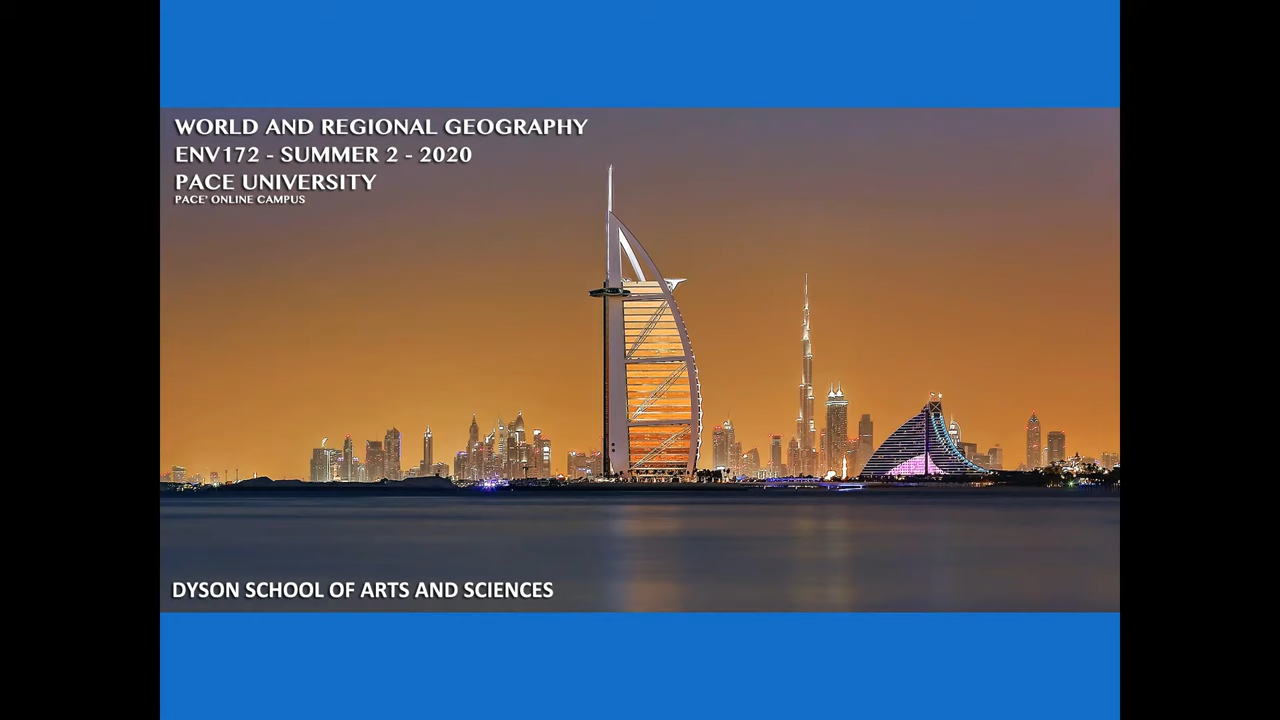 WORLD AND REGIONAL GEOGRAPHY
ENV172 - SUMMER 2 - 2020
PACE UNIVERSITY
PACE' ONLINE CAMPUS
DYSON SCHOOL OF ARTS AND SCIENCES